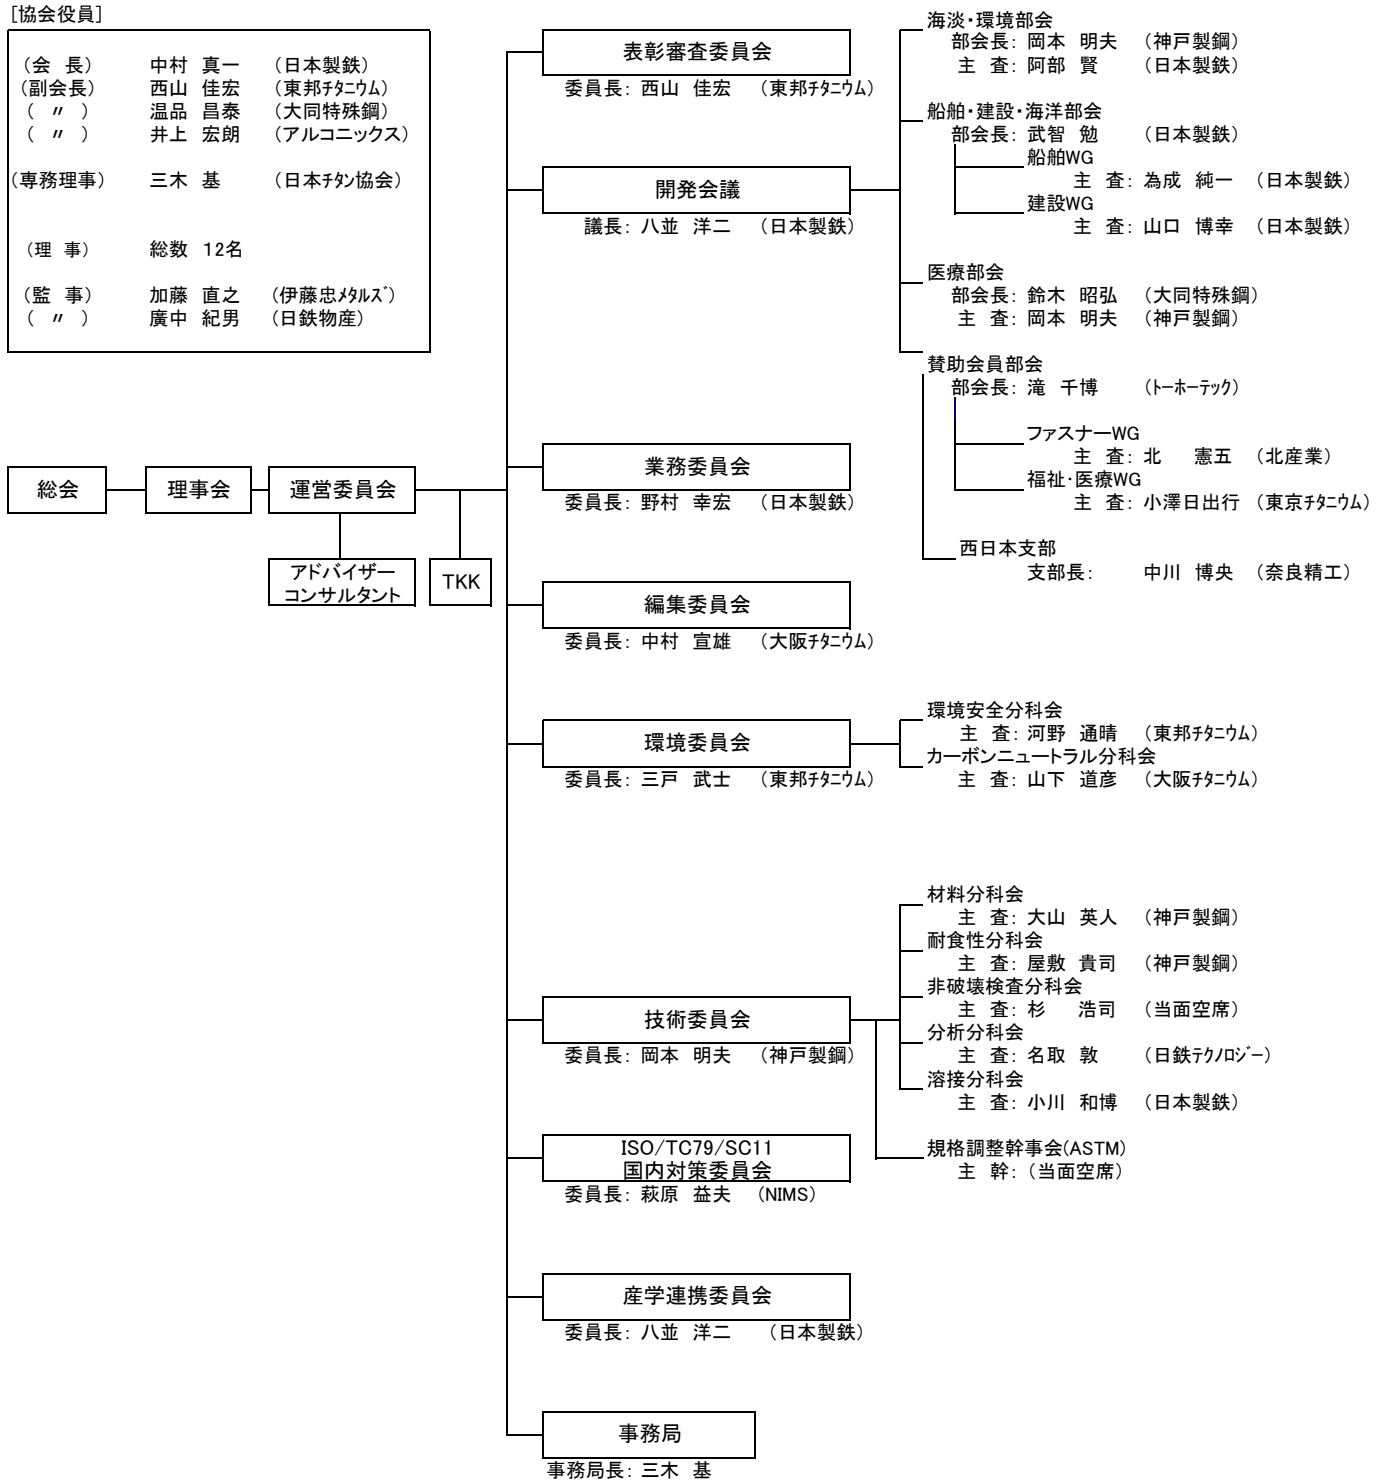 [協会役員]
(会 長) 中村 真一 (日本製鉄)
(副会長) 西山 佳宏 (東邦ﾁﾀﾆｳﾑ)
( 〃 ) 温品 昌泰 (大同特殊鋼)
( 〃 ) 井上 宏朗 (アルコニックス)
(専務理事) 三木 基 (日本ﾁﾀﾝ協会)
(理 事) 総数 12名
(監 事) 加藤 直之 (伊藤忠ﾒﾀﾙｽﾞ)
( 〃 ) 廣中 紀男 (日鉄物産)
総会
理事会
運営委員会
アドバイザー
コンサルタント
TKK
表彰審査委員会
委員長: 西山 佳宏 (東邦ﾁﾀﾆｳﾑ)
開発会議
議長: 八並 洋二 (日本製鉄)
海淡・環境部会
部会長: 岡本 明夫 (神戸製鋼)
主 査: 阿部 賢 (日本製鉄)
船舶・建設・海洋部会
部会長: 武智 勉 (日本製鉄)
船舶WG
主 査: 為成 純一 (日本製鉄)
建設WG
主 査: 山口 博幸 (日本製鉄)
医療部会
部会長: 鈴木 昭弘 (大同特殊鋼)
主 査: 岡本 明夫 (神戸製鋼)
賛助会員部会
部会長: 滝 千博 (ﾄｰﾎｰﾃｯｸ)
ファスナーWG
主 査: 北 憲五 (北産業)
福祉・医療WG
主 査: 小澤日出行 (東京ﾁﾀﾆｳﾑ)
西日本支部
支部長: 中川 博央 (奈良精工)
業務委員会
委員長: 野村 幸宏 (日本製鉄)
編集委員会
委員長: 中村 宣雄 (大阪ﾁﾀﾆｳﾑ)
環境委員会
委員長: 三戸 武士 (東邦ﾁﾀﾆｳﾑ)
環境安全分科会
主 査: 河野 通晴 (東邦ﾁﾀﾆｳﾑ)
カーボンニュートラル分科会
主 査: 山下 道彦 (大阪ﾁﾀﾆｳﾑ)
技術委員会
委員長: 岡本 明夫 (神戸製鋼)
材料分科会
主 査: 大山 英人 (神戸製鋼)
耐食性分科会
主 査: 屋敷 貴司 (神戸製鋼)
非破壊検査分科会
主 査: 杉 浩司 (当面空席)
分析分科会
主 査: 名取 敦 (日鉄ﾃｸﾉﾛｼﾞｰ)
溶接分科会
主 査: 小川 和博 (日本製鉄)
規格調整幹事会(ASTM)
主 幹: (当面空席)
ISO/TC79/SC11
国内対策委員会
委員長: 萩原 益夫 (NIMS)
産学連携委員会
委員長: 八並 洋二 (日本製鉄)
事務局
事務局長: 三木 基